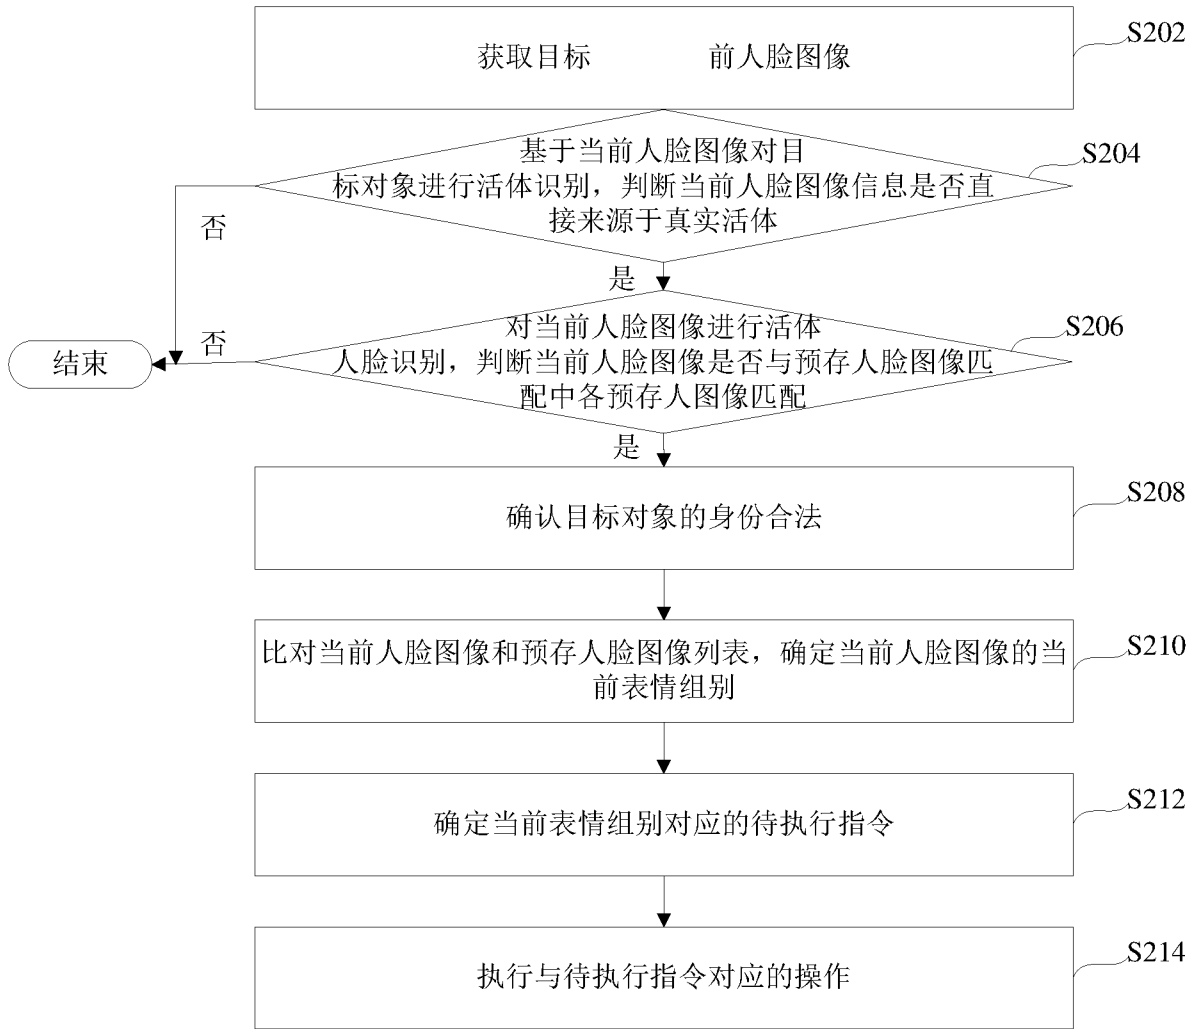 获取目标 前人脸图像
S202
基于当前人脸图像对目
标对象进行活体识别，判断当前人脸图像信息是否直
接来源于真实活体
S204
否
是
对当前人脸图像进行活体
人脸识别，判断当前人脸图像是否与预存人脸图像匹
配中各预存人图像匹配
S206
否
结束
是
确认目标对象的身份合法
S208
比对当前人脸图像和预存人脸图像列表，确定当前人脸图像的当
前表情组别
S210
确定当前表情组别对应的待执行指令
S212
执行与待执行指令对应的操作
S214